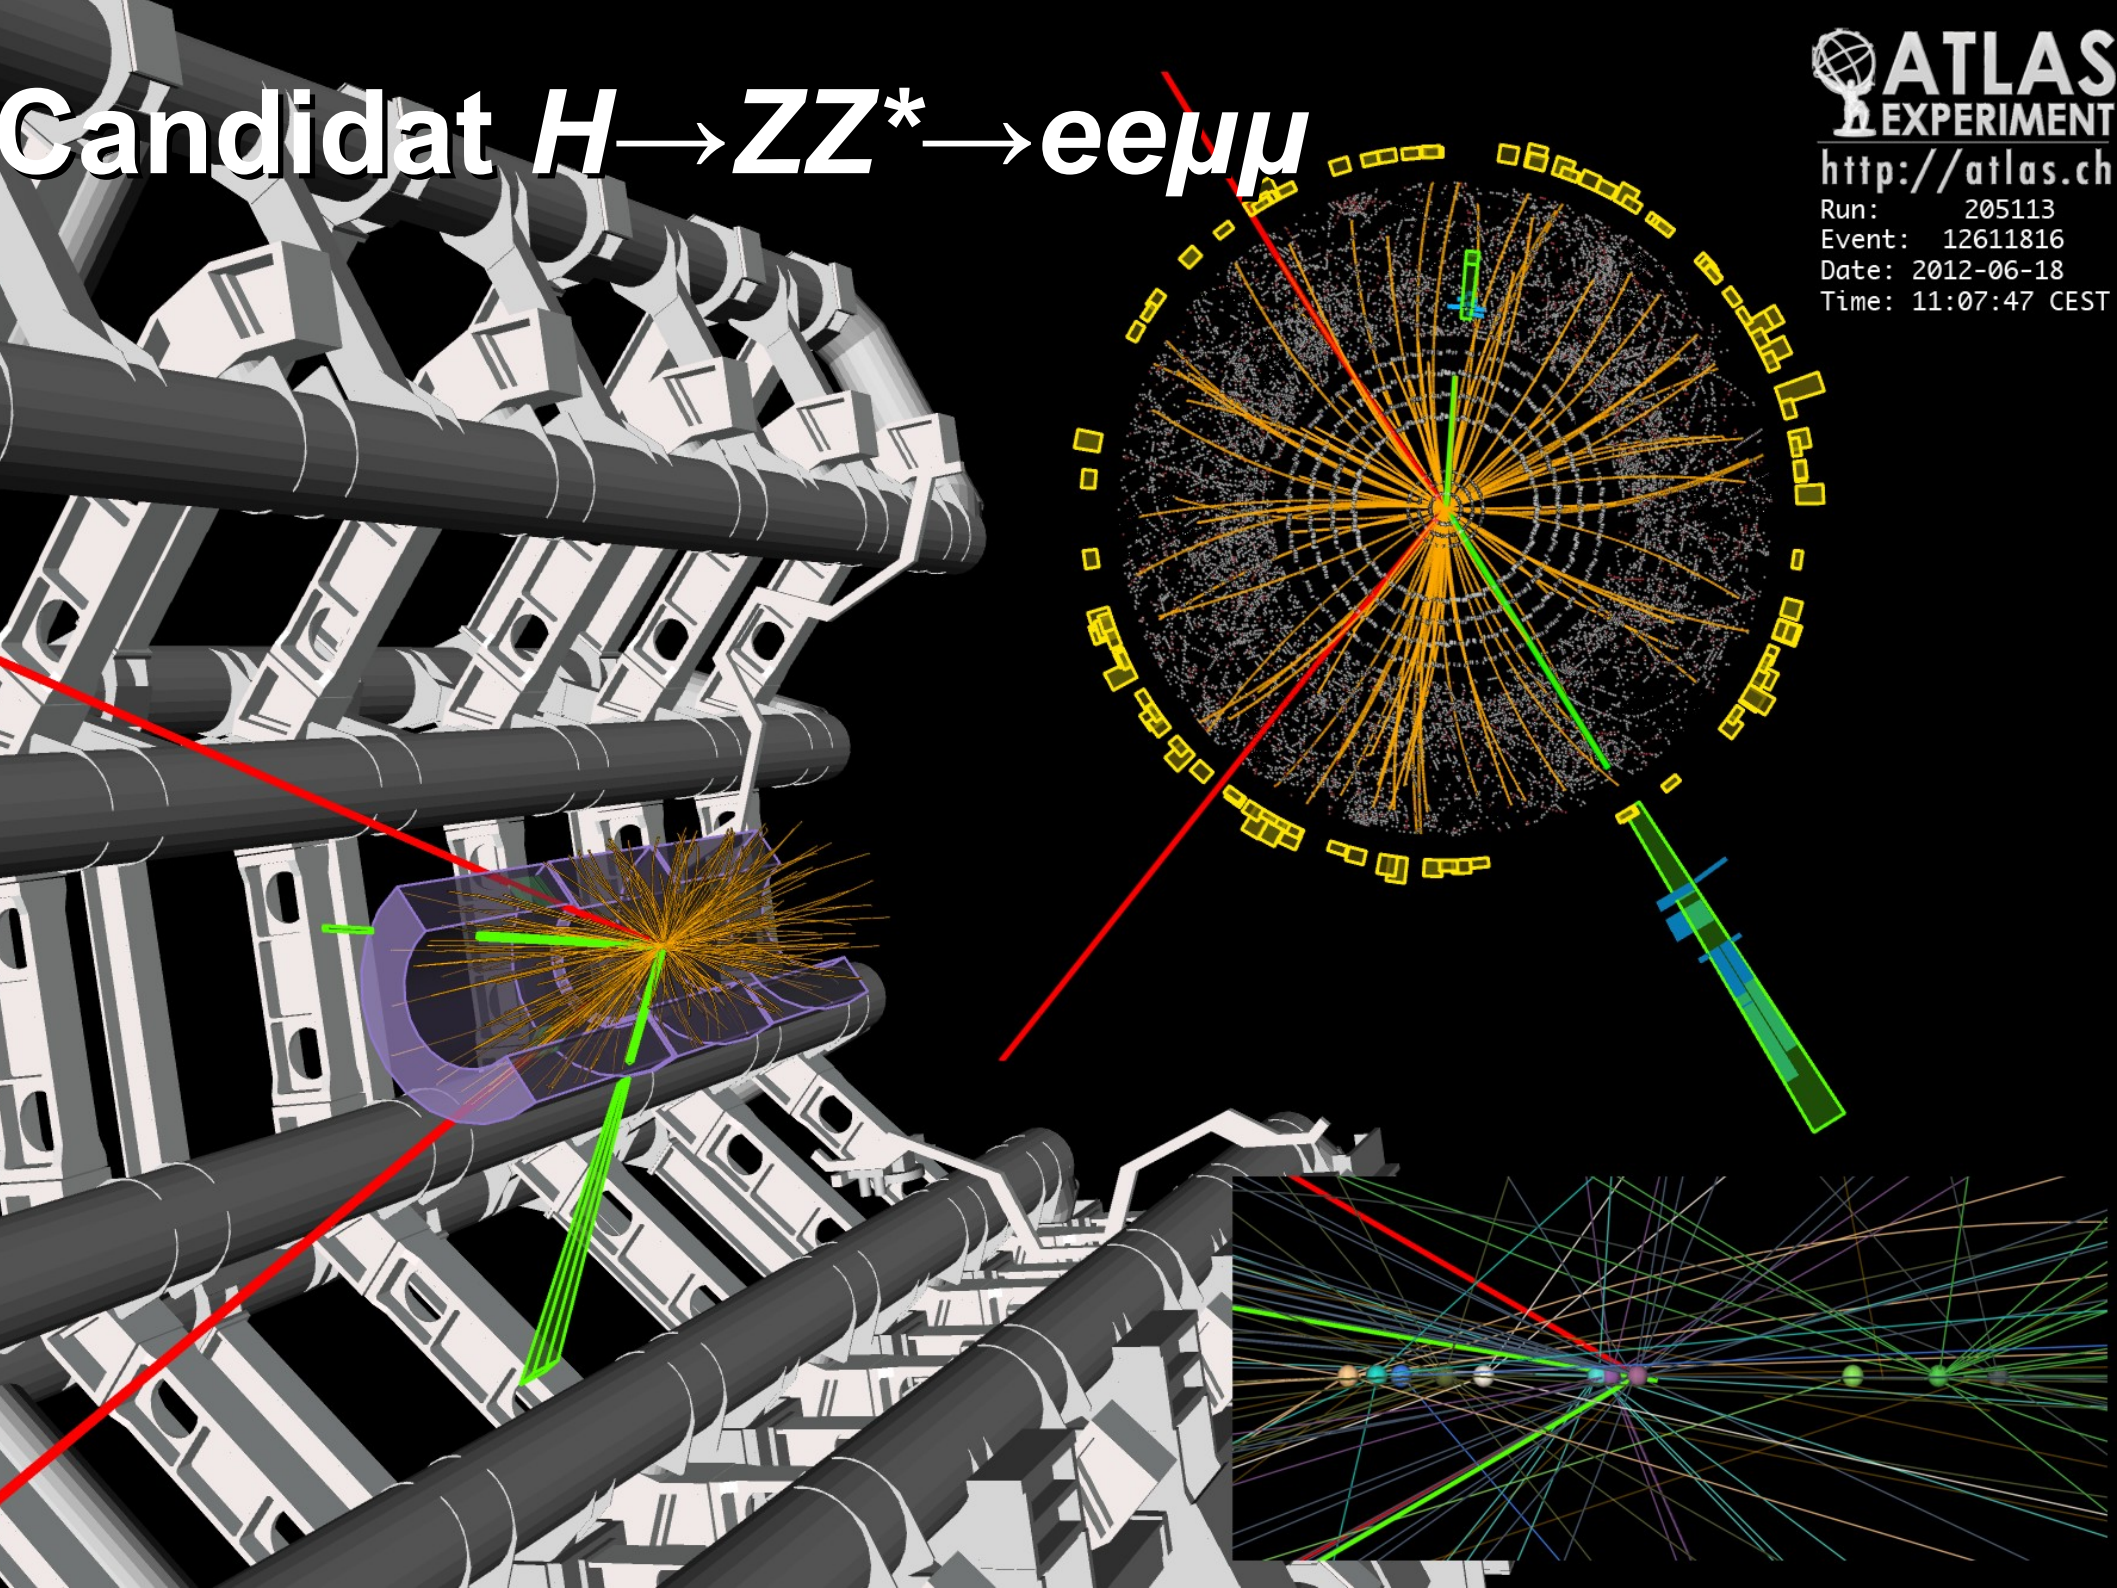 Candidat H→ZZ*→eeμμ
ATLAS
EXPERIMENT
http://atlas.ch
Run: 205113
Event: 12611816
Date: 2012-06-18
Time: 11:07:47 CEST